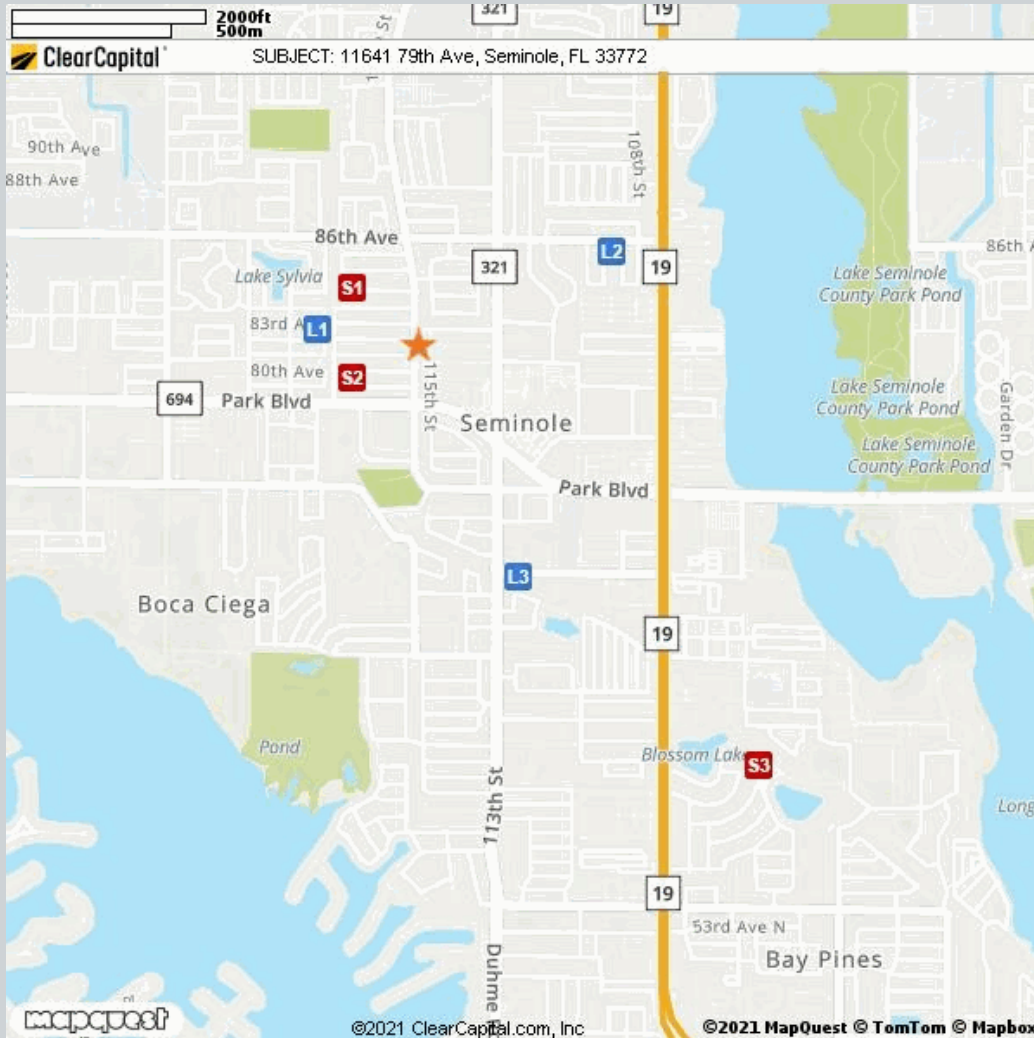 2000ft
500m
321
19
St
ClearCapital
SUBJECT: 11641 79th Ave, Seminole, FL 33772
90th Ave
88th Ave
108th St
86th Ave
L2
86th A
321
19
Lake Sylvia
S1
Lake Seminole
County Park Pond
83rd A
L1
80th Ave
S2
115th St
694
Park Blvd
Seminole
Lake Seminole
County Park Pond
Garden Dr
Lake Seminole
County Park Pond
Park Blvd
L3
Boca Ciega
19
Pond
Blossom Lake
S3
113th St
Long
19
53rd Ave N
Bay Pines
Duhme
mapquest
©2021 ClearCapital.com, Inc
©2021 MapQuest © TomTom © Mapbox